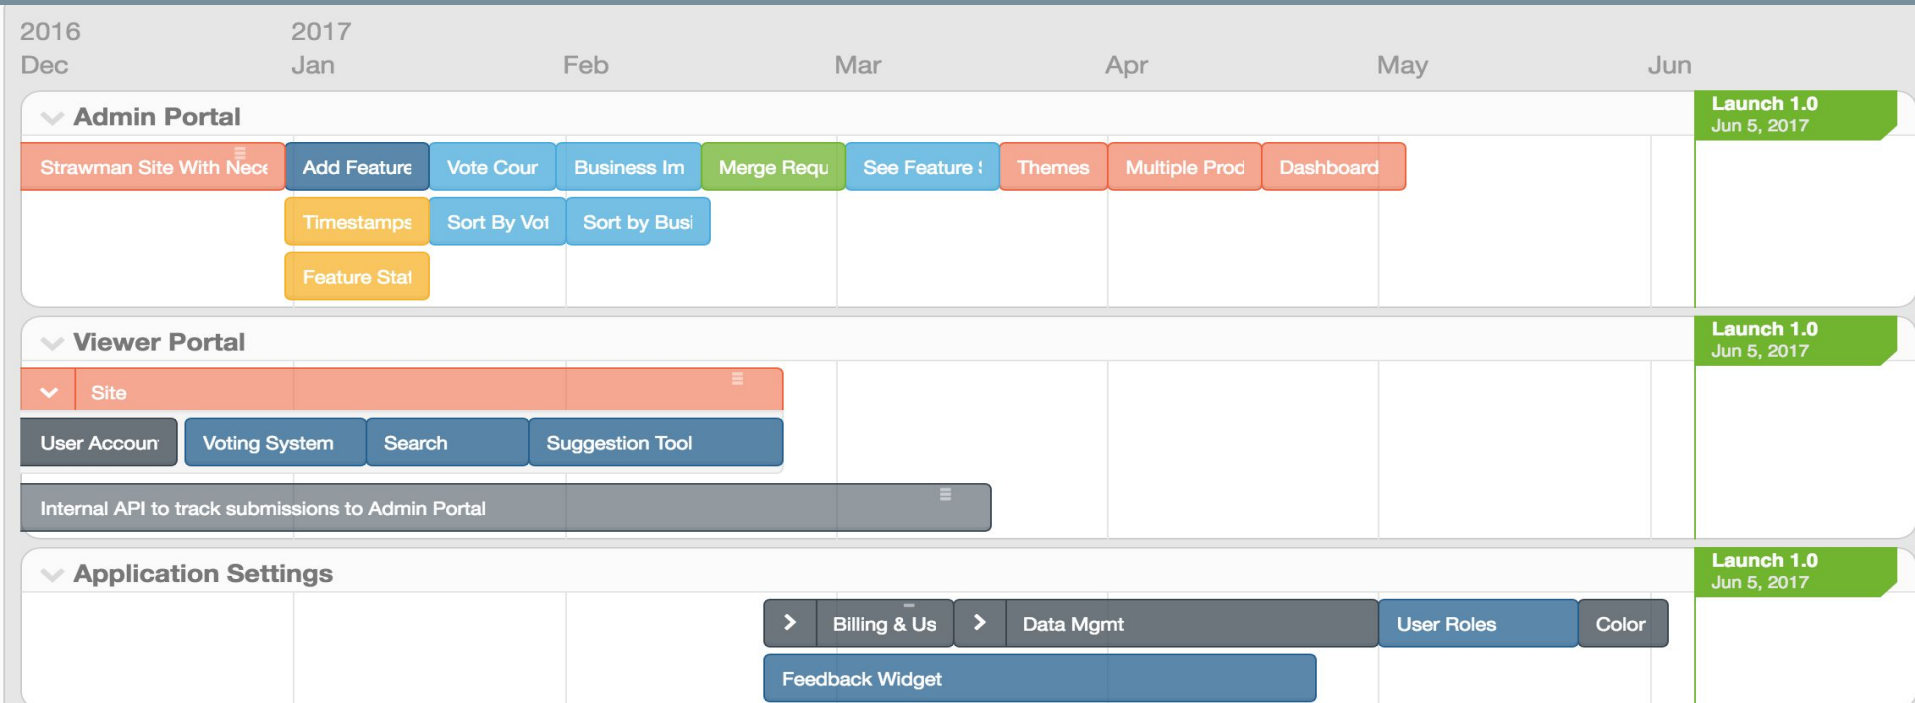 2016 2017
Dec Jan Feb Mar Apr May Jun
Admin Portal
Launch 1.0
Jun 5, 2017
Strawman Site With Nece Add Feature Vote Cour Business Im Merge Requ See Feature Themes Multiple Prod Dashboard
Timestamps Sort By Vot Sort by Busi
Feature Stat
Viewer Portal
Launch 1.0
Jun 5, 2017
Site
User Accoun Voting System Search Suggestion Tool
Internal API to track submissions to Admin Portal
Application Settings
Launch 1.0
Jun 5, 2017
Billing & Us Data Mgmt User Roles Color
Feedback Widget